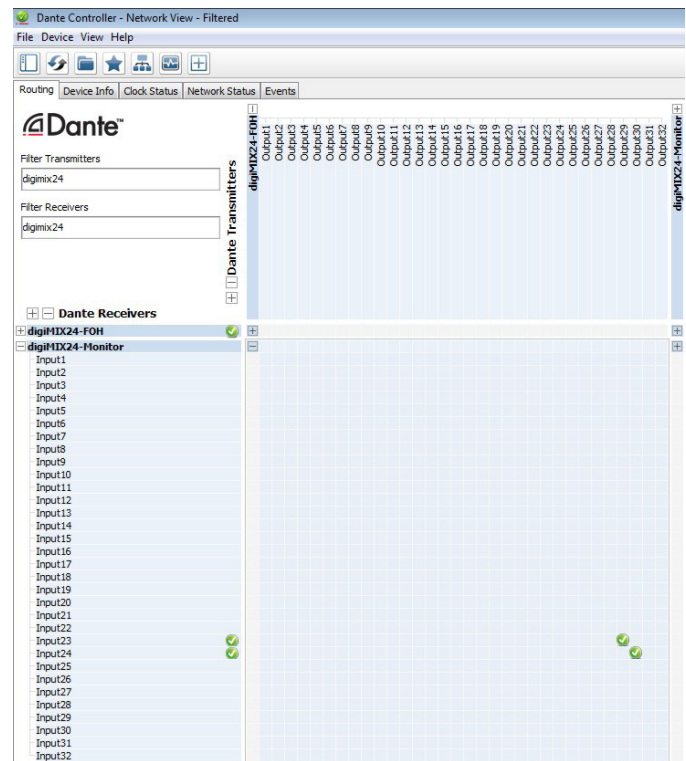 Dante Controller - Network View - Filtered
File Device View Help
Routing Device Info Clock Status Network Status Events
Dante™
Filter Transmitters
digimix24
Filter Receivers
digimix24
Dante Transmitters
digiMIX24-FOH
Output1
Output2
Output3
Output4
Output5
Output6
Output7
Output8
Output9
Output10
Output11
Output12
Output13
Output14
Output15
Output16
Output17
Output18
Output19
Output20
Output21
Output22
Output23
Output24
Output25
Output26
Output27
Output28
Output29
Output30
Output31
Output32
digiMIX24-Monitor
Dante Receivers
digiMIX24-FOH
digiMIX24-Monitor
Input1
Input2
Input3
Input4
Input5
Input6
Input7
Input8
Input9
Input10
Input11
Input12
Input13
Input14
Input15
Input16
Input17
Input18
Input19
Input20
Input21
Input22
Input23
Input24
Input25
Input26
Input27
Input28
Input29
Input30
Input31
Input32